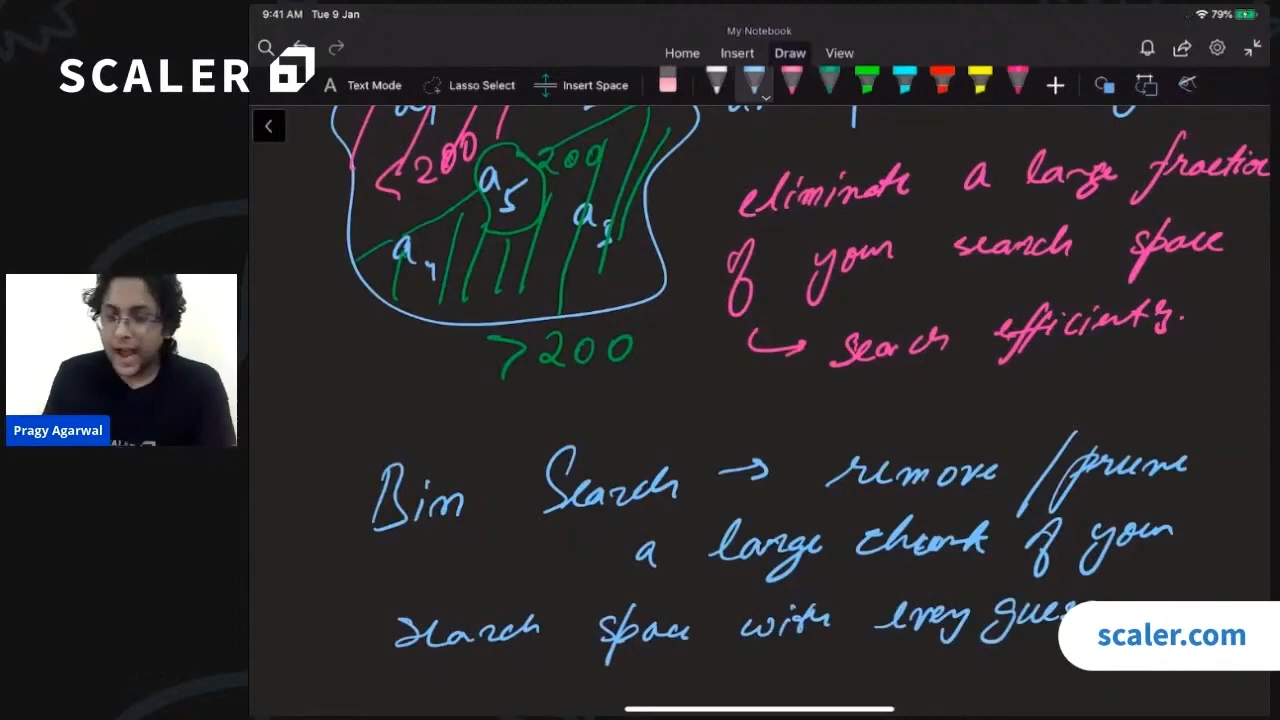 9:41 AM Tue 9 Jan
79%
My Notebook
Home Insert Draw View
SCALER
A Text Mode Lasso Select Insert Space
<200 a5 200
a4 a3
>200
eliminate a large fraction
of your search space
↳ search efficiently.
Pragy Agarwal
Bin Search → remove/prune
a large chunk of your
search space with every guess
scaler.com